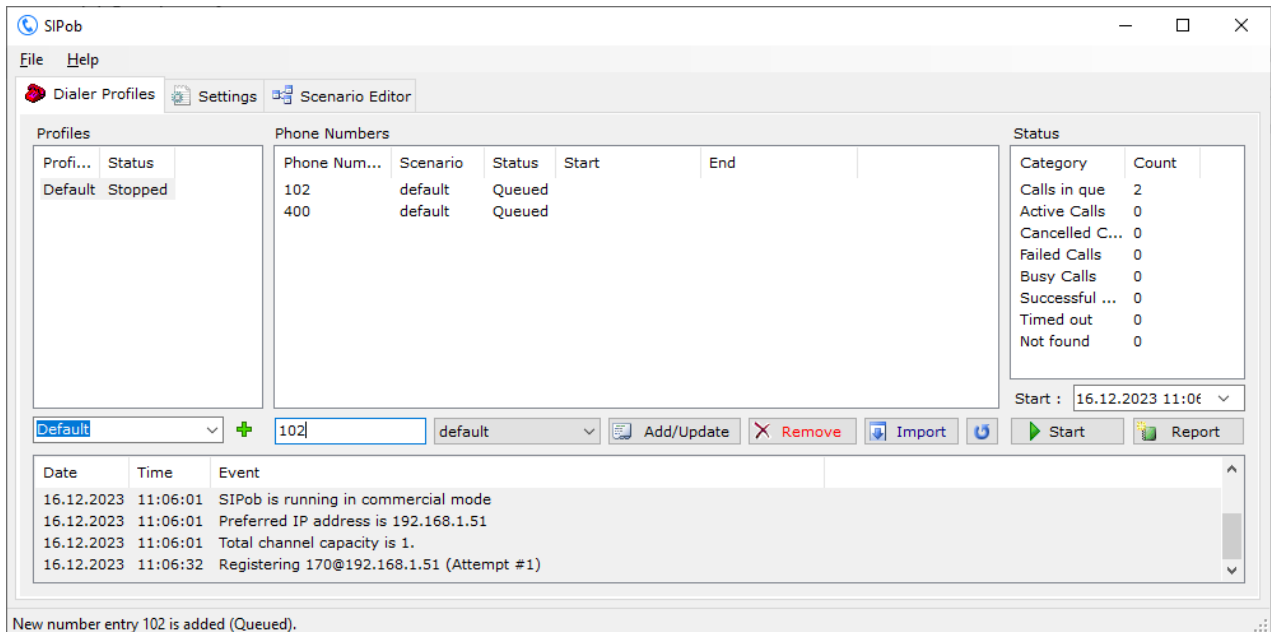 SIPob
File Help
Dialer Profiles Settings Scenario Editor
Profiles
Profi... Status
Default Stopped
Phone Numbers
Phone Num... Scenario Status Start End
102 default Queued
400 default Queued
Status
Category Count
Calls in que 2
Active Calls 0
Cancelled C... 0
Failed Calls 0
Busy Calls 0
Successful ... 0
Timed out 0
Not found 0
Start : 16.12.2023 11:06
Default
102 default Add/Update Remove Import
Start Report
Date Time Event
16.12.2023 11:06:01 SIPob is running in commercial mode
16.12.2023 11:06:01 Preferred IP address is 192.168.1.51
16.12.2023 11:06:01 Total channel capacity is 1.
16.12.2023 11:06:32 Registering 170@192.168.1.51 (Attempt #1)
New number entry 102 is added (Queued).